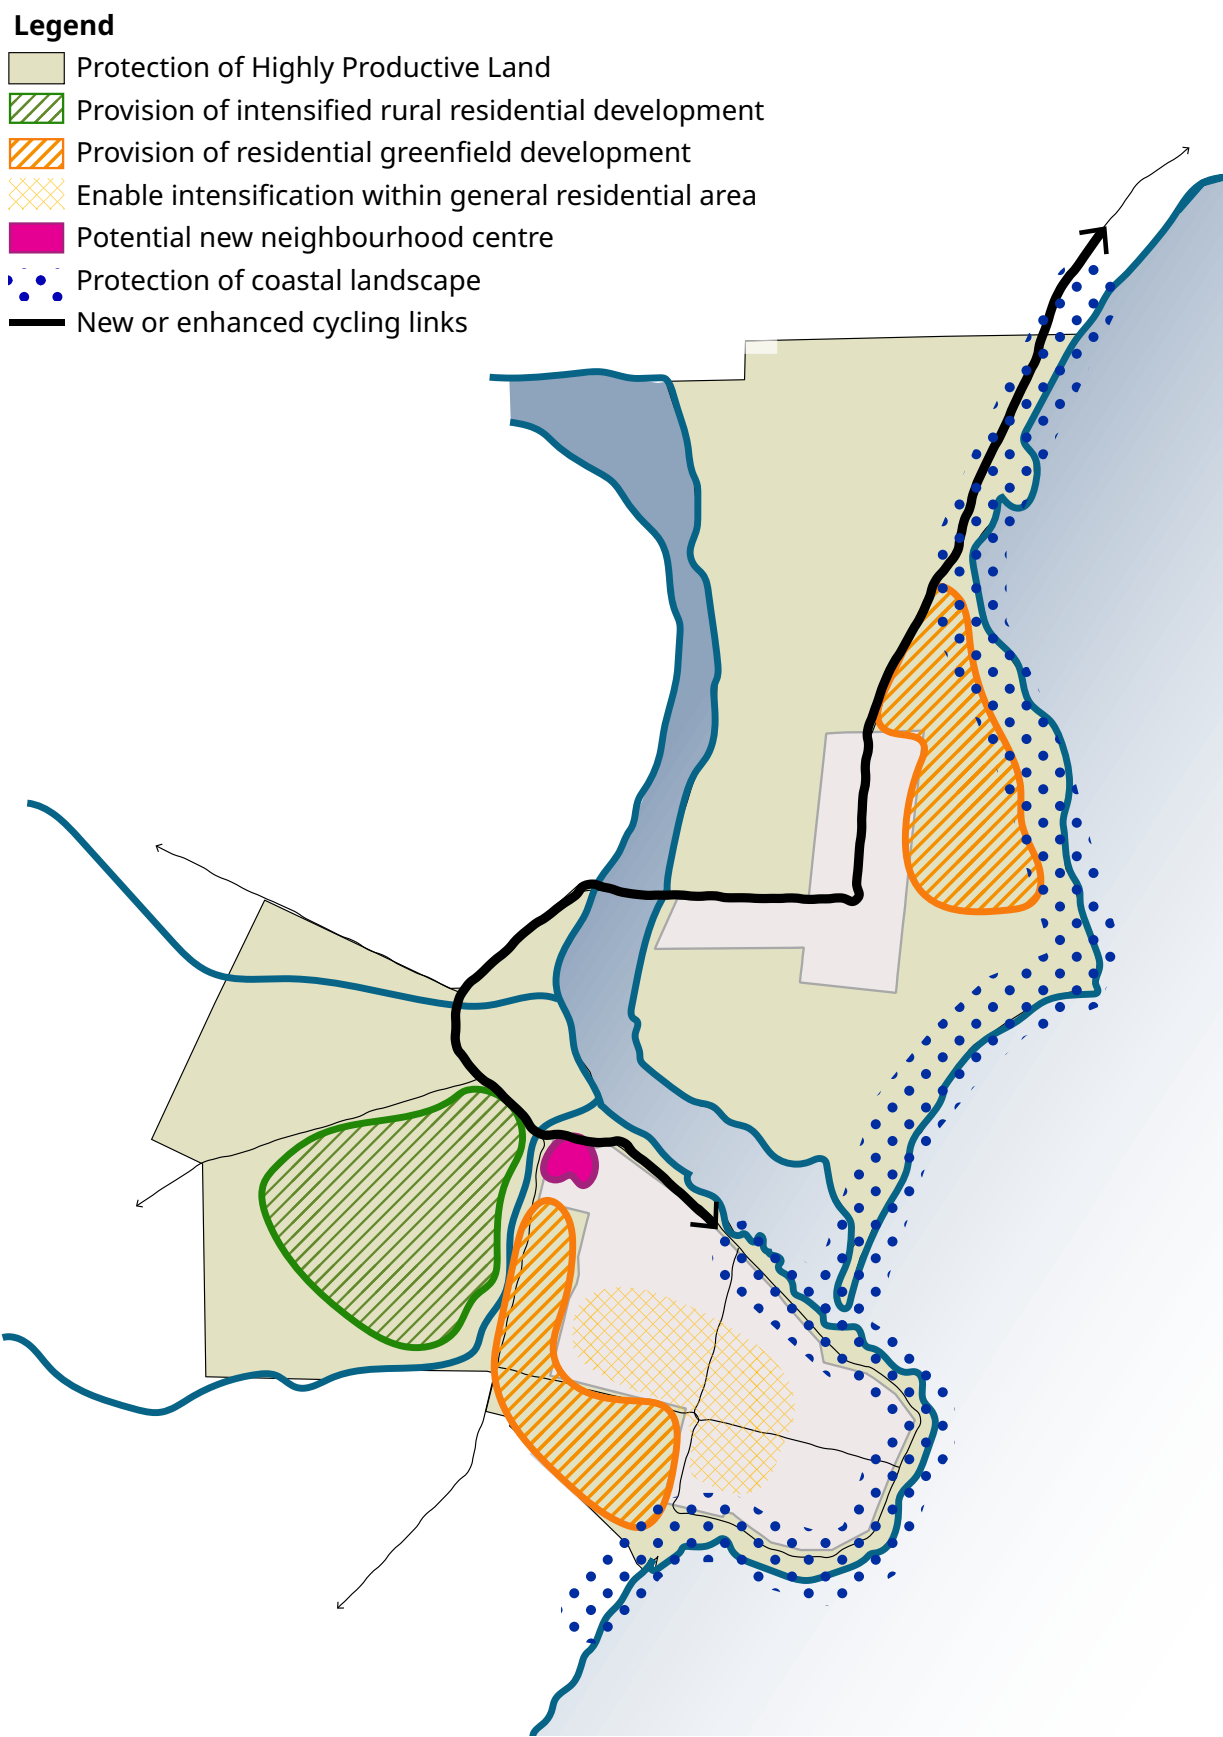 Legend
Protection of Highly Productive Land
Provision of intensified rural residential development
Provision of residential greenfield development
Enable intensification within general residential area
Potential new neighbourhood centre
Protection of coastal landscape
New or enhanced cycling links